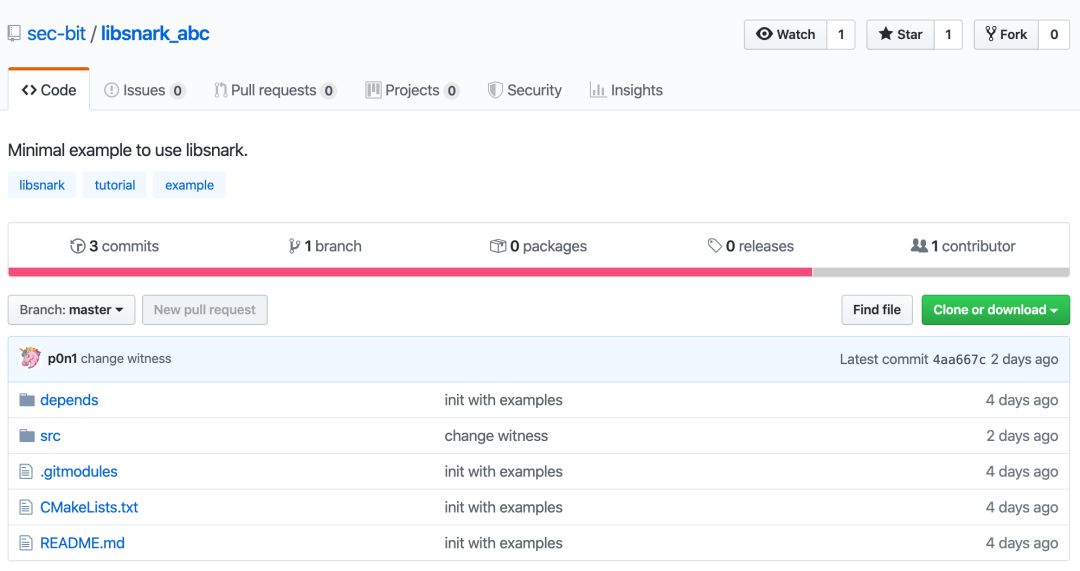 sec-bit / libsnark_abc Watch 1 Star 1 Fork 0
Code Issues 0 Pull requests 0 Projects 0 Security Insights
Minimal example to use libsnark.
libsnark tutorial example
3 commits 1 branch 0 packages 0 releases 1 contributor
Branch: master New pull request Find file Clone or download
p0n1 change witness Latest commit 4aa667c 2 days ago
depends init with examples 4 days ago
src change witness 2 days ago
.gitmodules init with examples 4 days ago
CMakeLists.txt init with examples 4 days ago
README.md init with examples 4 days ago